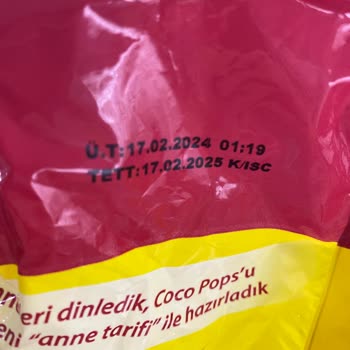 Ü.T:17.02.2024 01:19
TETT:17.02.2025 K/ISC
eri dinledik, Coco Pops'u
"anne tarifi" ile hazırladık